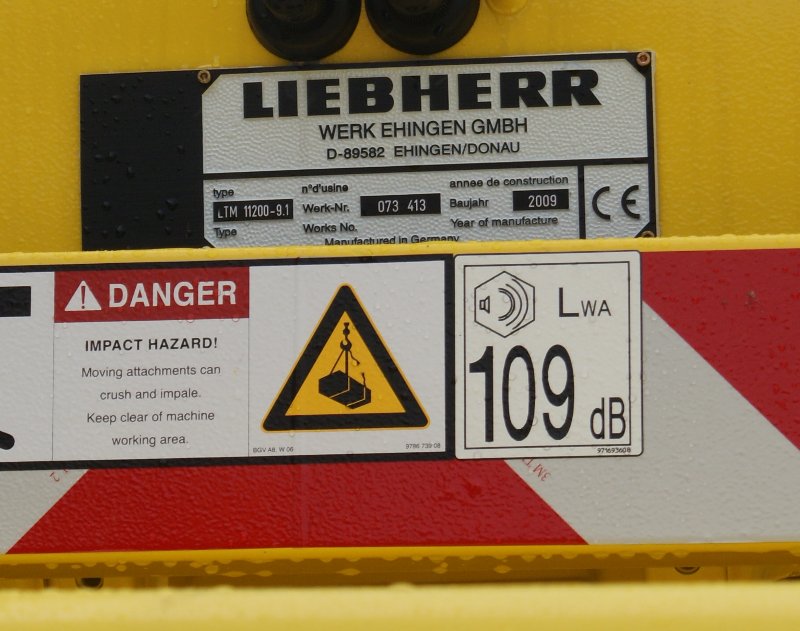 LIEBHERR
WERK EHINGEN GMBH
D-89582 EHINGEN/DONAU
type
LTM 11200-9.1
Type
n°d'usine
Werk-Nr. 073 413
Works No.
annee de construction
Baujahr 2009
Year of manufacture
Manufactured in Germany
CE
DANGER
IMPACT HAZARD!
Moving attachments can
crush and impale.
Keep clear of machine
working area.
BGV A8, W 06
9786 739 08
LWA
109 dB
971693608
3M